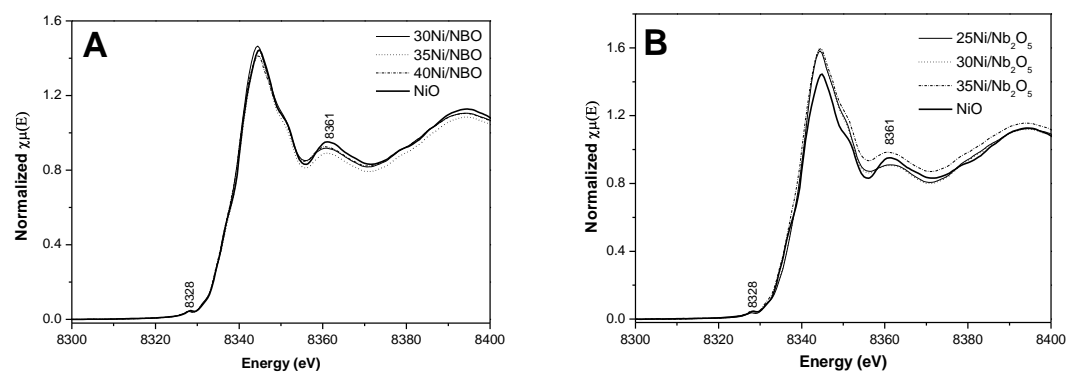 A
30Ni/NBO
35Ni/NBO
40Ni/NBO
NiO
8328
8361
1.6
1.2
0.8
0.4
0.0
Normalized χμ(E)
8300 8320 8340 8360 8380 8400
Energy (eV)
B
25Ni/Nb₂O₅
30Ni/Nb₂O₅
35Ni/Nb₂O₅
NiO
8328
8361
1.6
1.2
0.8
0.4
0.0
Normalized χμ(E)
8300 8320 8340 8360 8380 8400
Energy (eV)